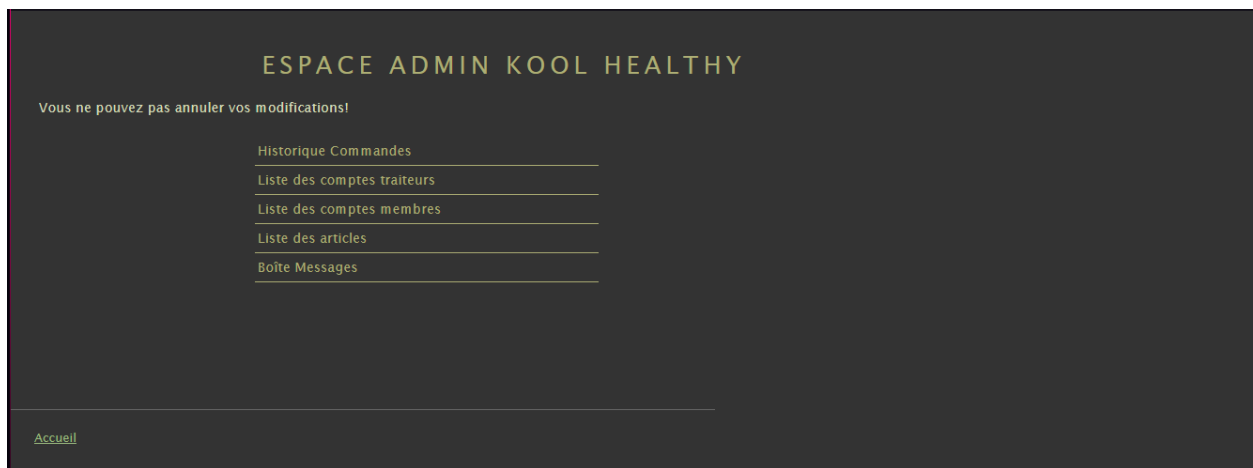 ESPACE ADMIN KOOL HEALTHY
Vous ne pouvez pas annuler vos modifications!
Historique Commandes
Liste des comptes traiteurs
Liste des comptes membres
Liste des articles
Boîte Messages
Accueil